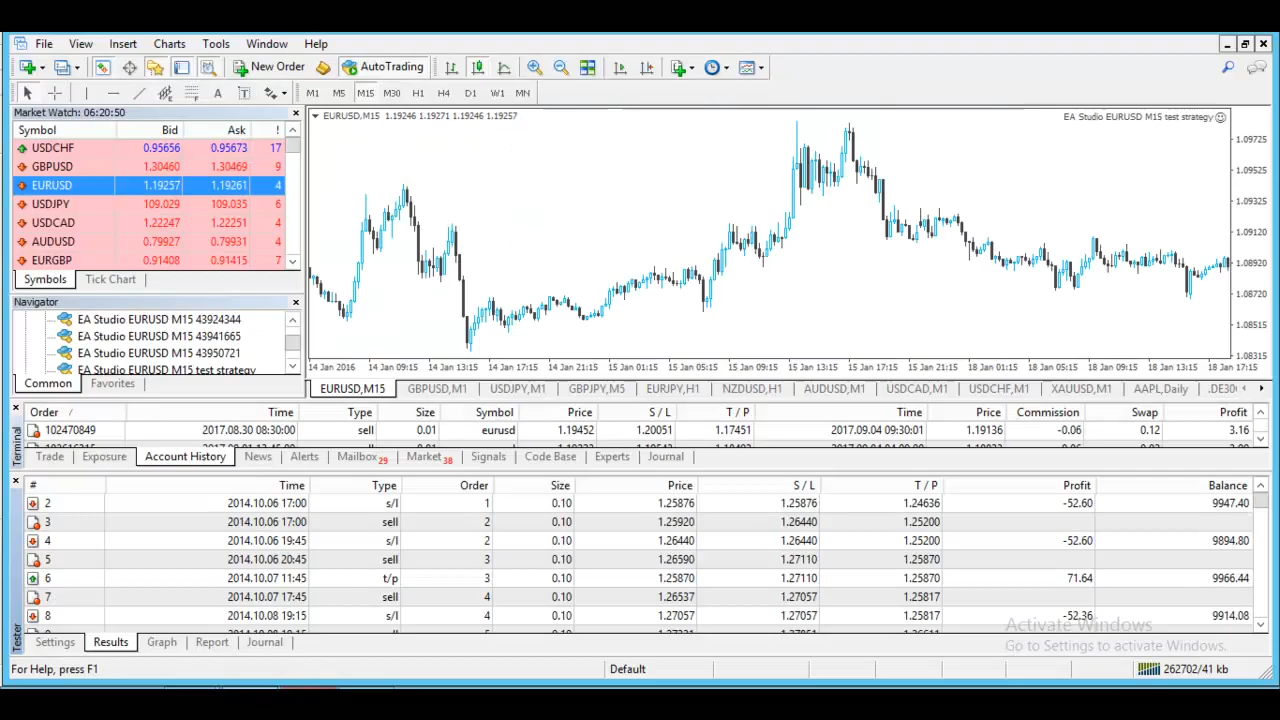 File View Insert Charts Tools Window Help
New Order AutoTrading
A T M1 M5 M15 M30 H1 H4 D1 W1 MN
Market Watch: 06:20:50
Symbol Bid Ask !
USDCHF 0.95656 0.95673 17
GBPUSD 1.30460 1.30469 9
EURUSD 1.19257 1.19261 4
USDJPY 109.029 109.035 6
USDCAD 1.22247 1.22251 4
AUDUSD 0.79927 0.79931 4
EURGBP 0.91408 0.91415 7
Symbols Tick Chart
Navigator
EA Studio EURUSD M15 43924344
EA Studio EURUSD M15 43941665
EA Studio EURUSD M15 43950721
EA Studio EURUSD M15 test strategy
Common Favorites
EURUSD,M15 1.19246 1.19271 1.19246 1.19257
EA Studio EURUSD M15 test strategy
1.09725
1.09525
1.09325
1.09120
1.08920
1.08720
1.08515
1.08315
14 Jan 2016 14 Jan 09:15 14 Jan 13:15 14 Jan 17:15 14 Jan 21:15 15 Jan 01:15 15 Jan 05:15 15 Jan 09:15 15 Jan 13:15 15 Jan 17:15 15 Jan 21:15 18 Jan 01:15 18 Jan 05:15 18 Jan 09:15 18 Jan 13:15 18 Jan 17:15
EURUSD,M15 GBPUSD,M1 USDJPY,M1 GBPJPY,M5 EURJPY,H1 NZDUSD,H1 AUDUSD,M1 USDCAD,M1 USDCHF,M1 XAUUSD,M1 AAPL,Daily .DE30
Terminal
Order / Time Type Size Symbol Price S / L T / P Time Price Commission Swap Profit
102470849 2017.08.30 08:30:00 sell 0.01 eurusd 1.19452 1.20051 1.17451 2017.09.04 09:30:01 1.19136 -0.06 0.12 3.16
Trade Exposure Account History News Alerts Mailbox 29 Market 38 Signals Code Base Experts Journal
Tester
# Time Type Order Size Price S / L T / P Profit Balance
2 2014.10.06 17:00 s/l 1 0.10 1.25876 1.25876 1.24636 -52.60 9947.40
3 2014.10.06 17:00 sell 2 0.10 1.25920 1.26440 1.25200
4 2014.10.06 19:45 s/l 2 0.10 1.26440 1.26440 1.25200 -52.60 9894.80
5 2014.10.06 20:45 sell 3 0.10 1.26590 1.27110 1.25870
6 2014.10.07 11:45 t/p 3 0.10 1.25870 1.27110 1.25870 71.64 9966.44
7 2014.10.07 17:45 sell 4 0.10 1.26537 1.27057 1.25817
8 2014.10.08 19:15 s/l 4 0.10 1.27057 1.27057 1.25817 -52.36 9914.08
Activate Windows
Go to Settings to activate Windows.
Settings Results Graph Report Journal
For Help, press F1 Default 262702/41 kb